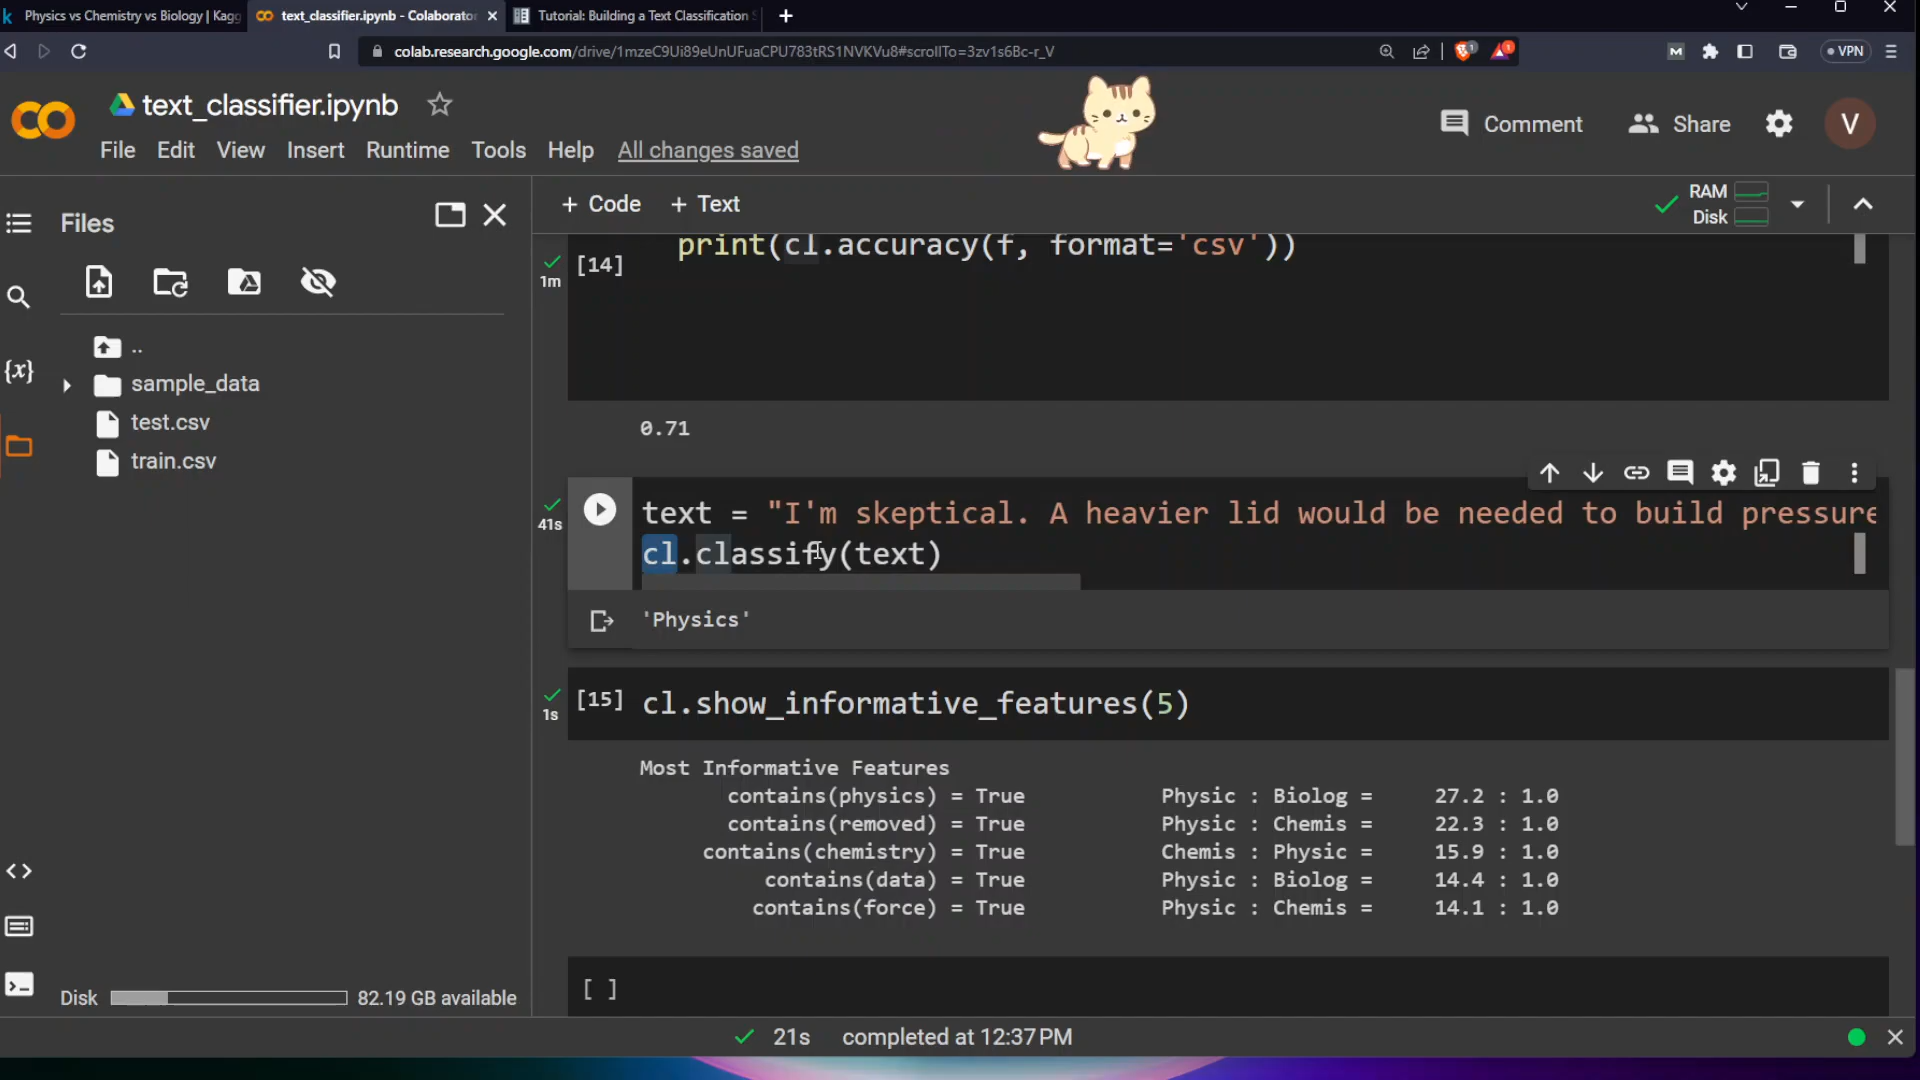 Physics vs Chemistry vs Biology | Kagg
text_classifier.ipynb - Colaborato
Tutorial: Building a Text Classification S
colab.research.google.com/drive/1mzeC9Ui89eUnUFuaCPU783tRS1NVKVu8#scrollTo=3zv1s6Bc-r_V
VPN
text_classifier.ipynb
Comment
Share
V
File Edit View Insert Runtime Tools Help All changes saved
Files
+ Code + Text
RAM
Disk
..
sample_data
test.csv
train.csv
Disk 82.19 GB available
print(cl.accuracy(f, format='csv'))
[14]
1m
0.71
41s
text = "I'm skeptical. A heavier lid would be needed to build pressure
cl.classify(text)
'Physics'
[15] cl.show_informative_features(5)
1s
Most Informative Features
contains(physics) = True Physic : Biolog = 27.2 : 1.0
contains(removed) = True Physic : Chemis = 22.3 : 1.0
contains(chemistry) = True Chemis : Physic = 15.9 : 1.0
contains(data) = True Physic : Biolog = 14.4 : 1.0
contains(force) = True Physic : Chemis = 14.1 : 1.0
[ ]
21s completed at 12:37 PM